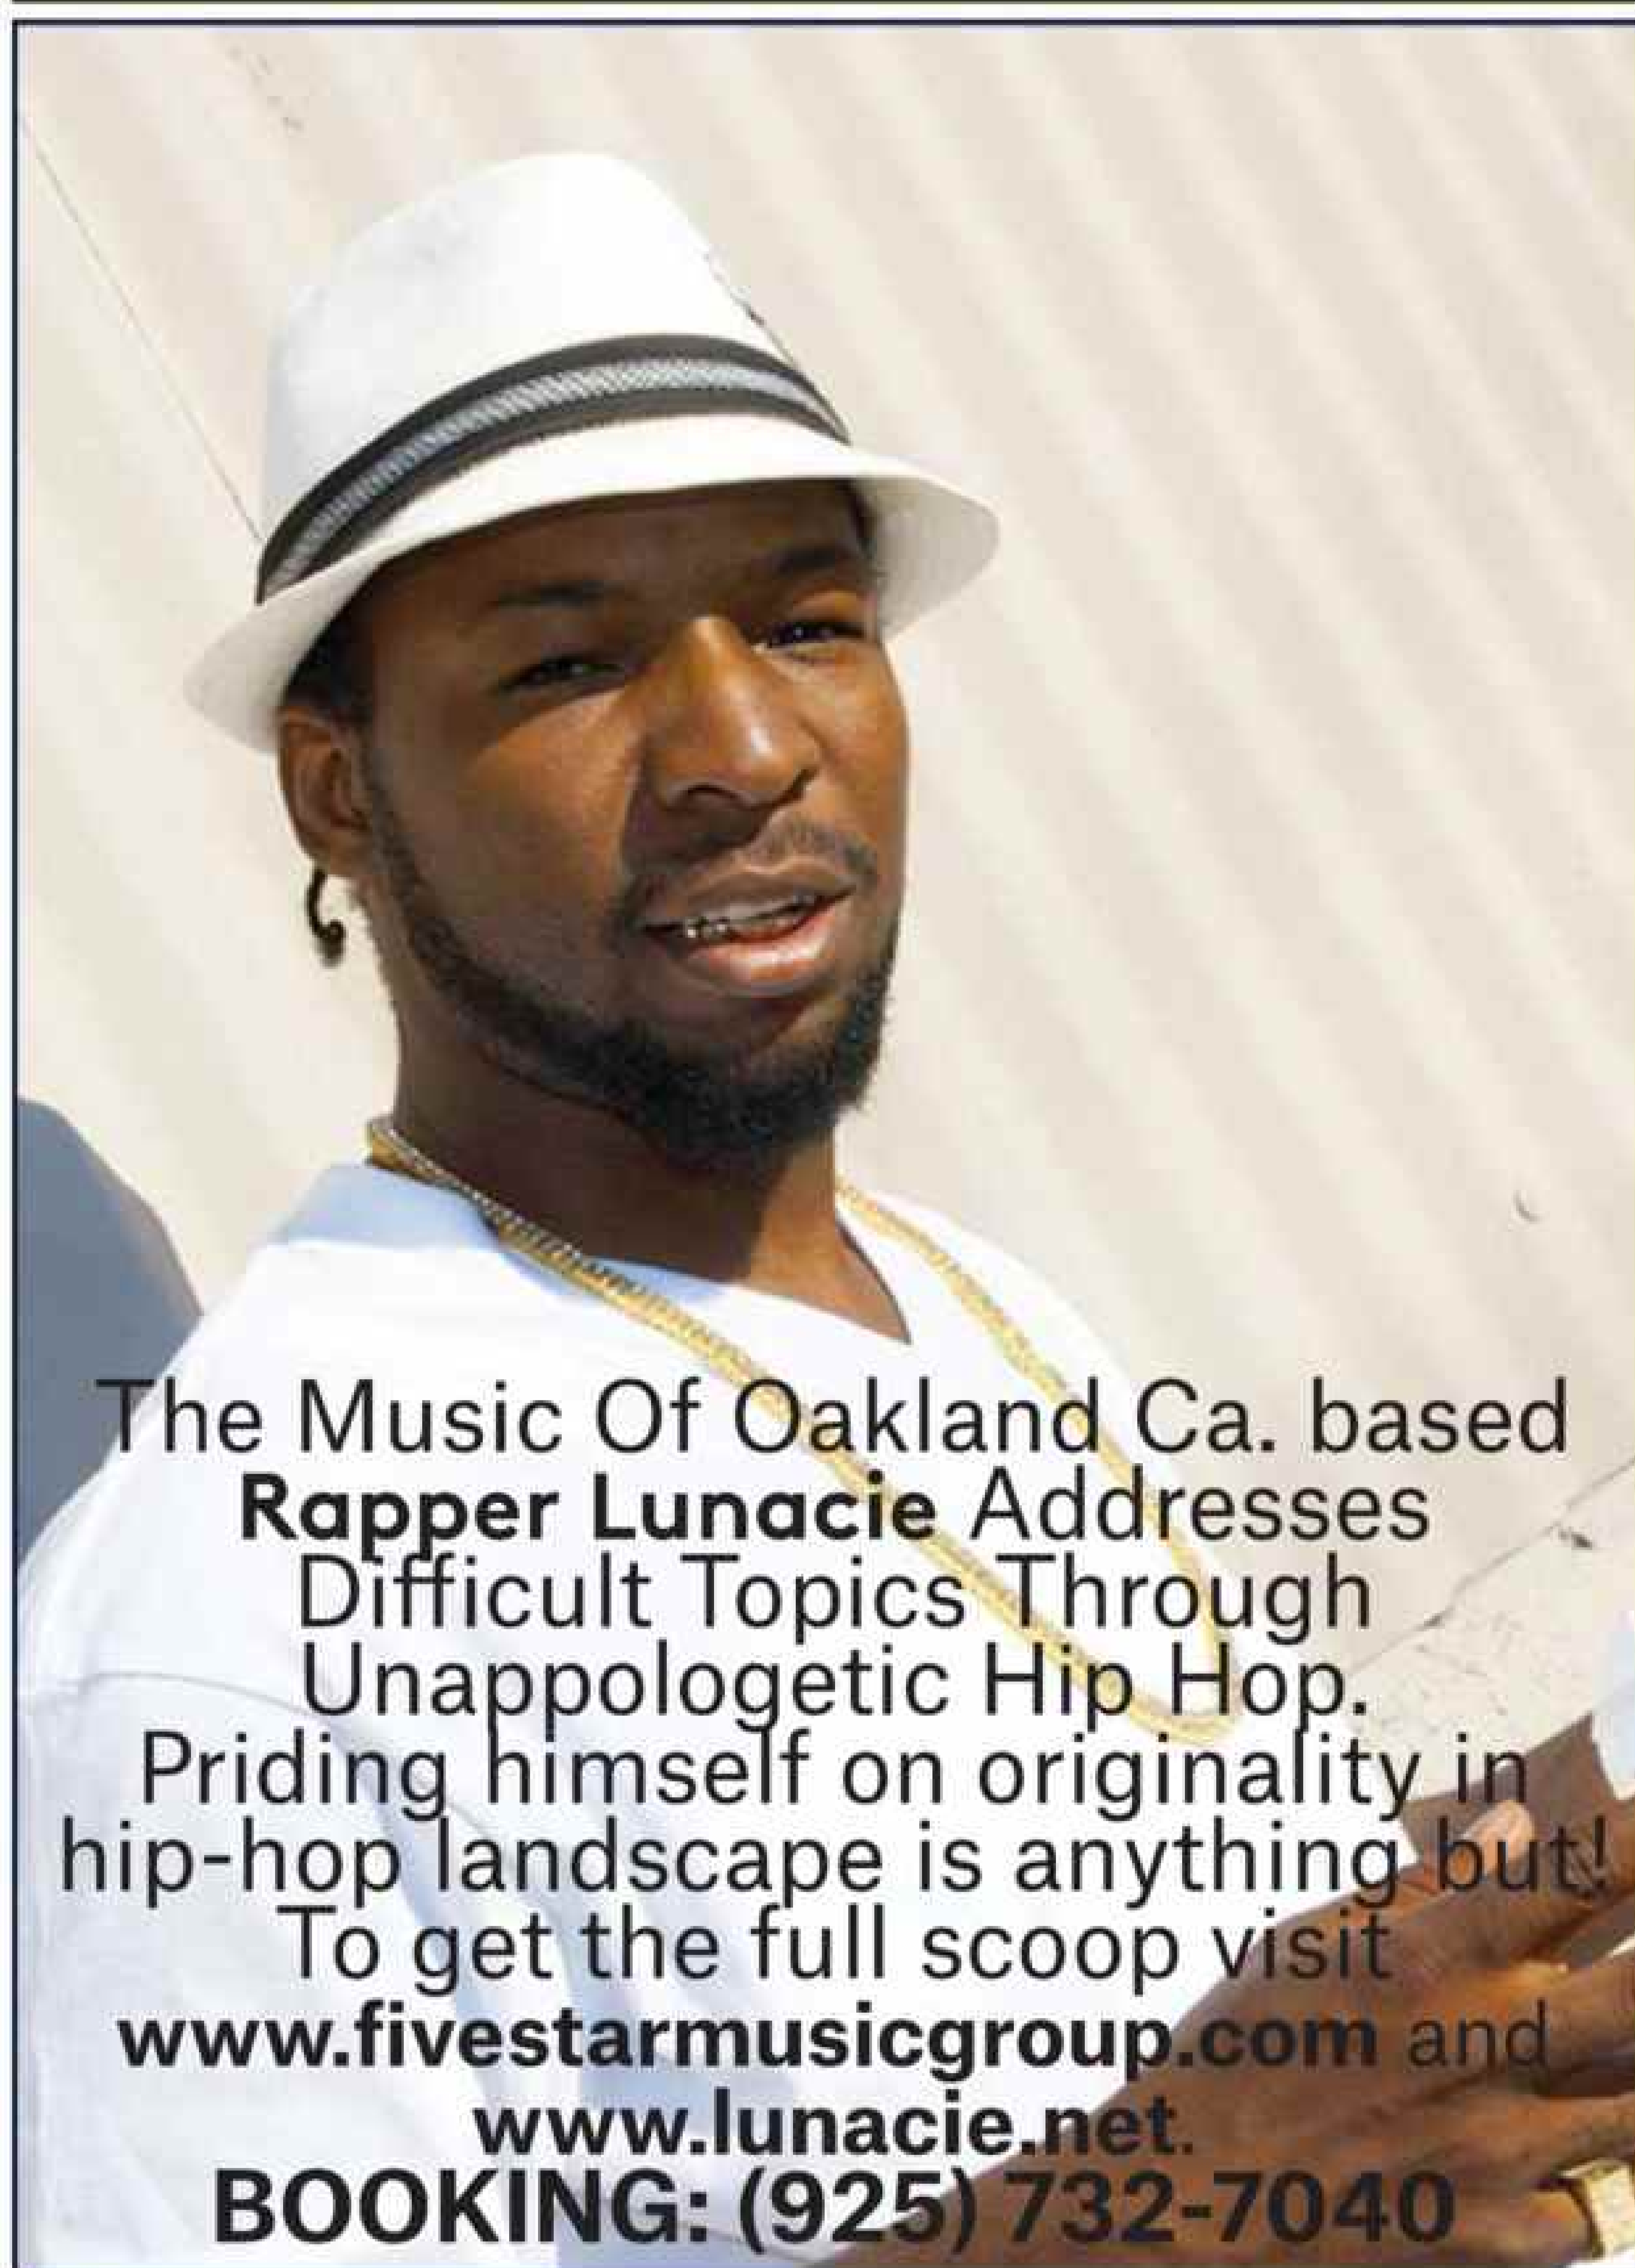 The Music Of Oakland Ca. based
Rapper Lunacie Addresses
Difficult Topics Through
Unappologetic Hip Hop.
Priding himself on originality in
hip-hop landscape is anything but!
To get the full scoop visit
www.fivestarmusicgroup.com and
www.lunacie.net.
BOOKING: (925) 732-7040